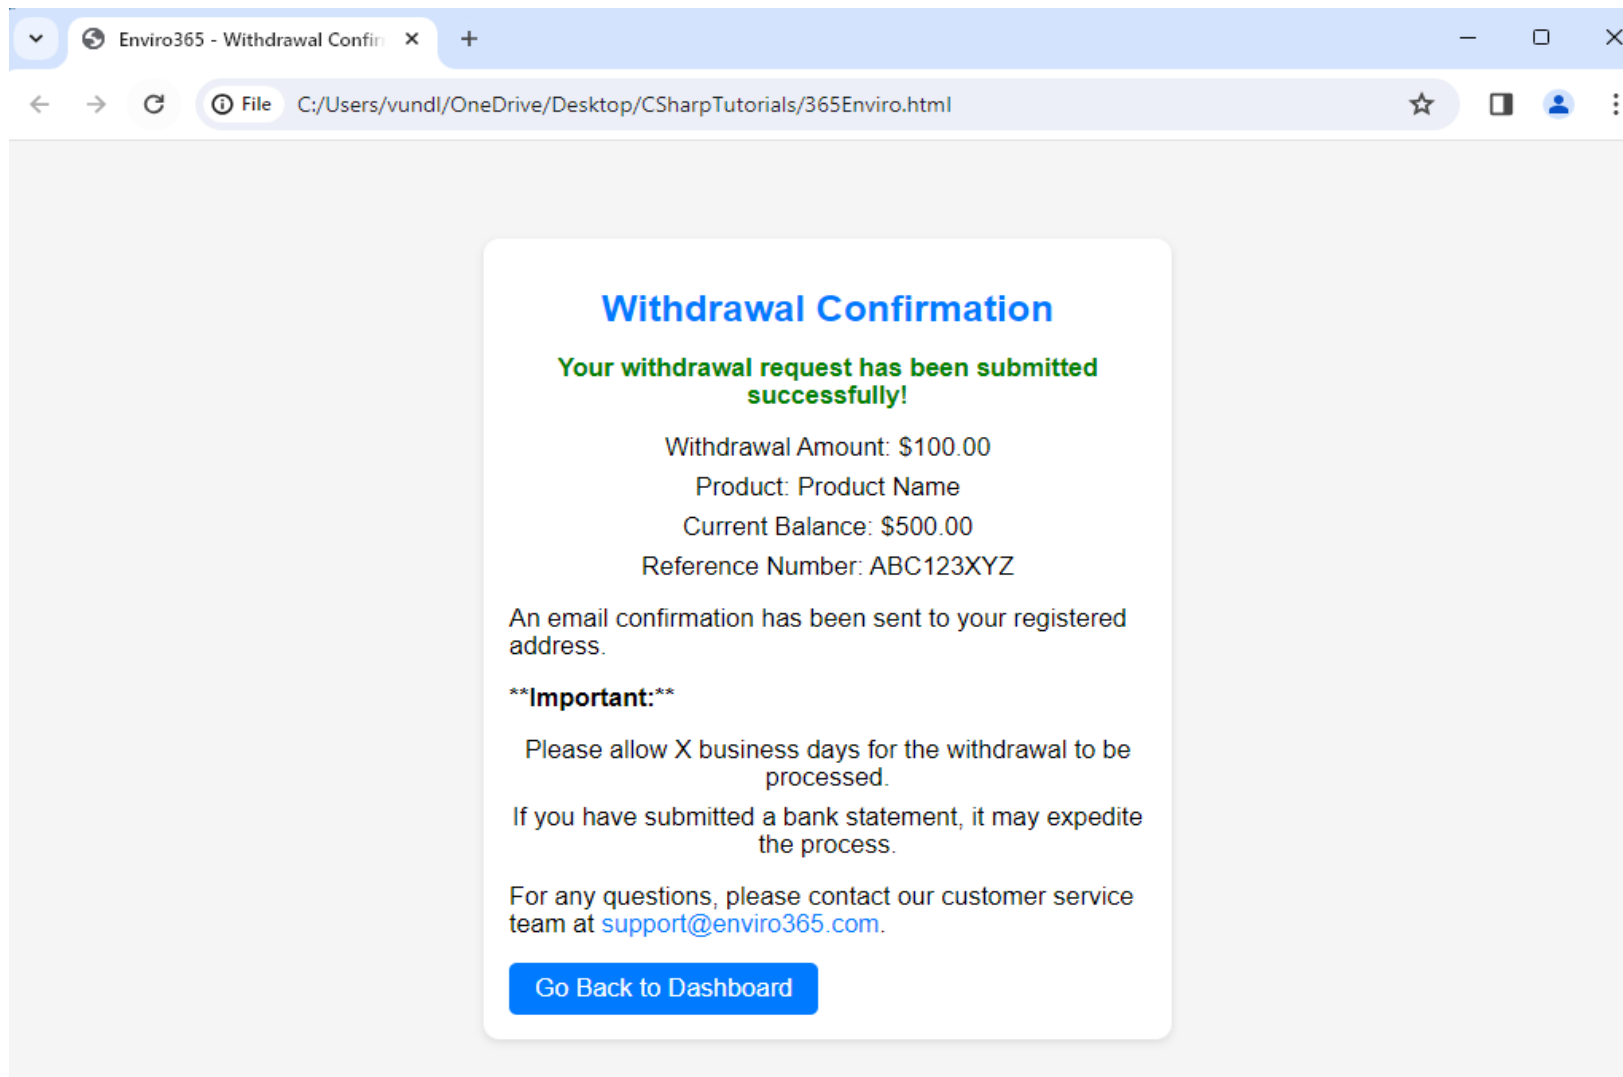 Enviro365 - Withdrawal Confir
File C:/Users/vundl/OneDrive/Desktop/CSharpTutorials/365Enviro.html
Withdrawal Confirmation
Your withdrawal request has been submitted
successfully!
Withdrawal Amount: $100.00
Product: Product Name
Current Balance: $500.00
Reference Number: ABC123XYZ
An email confirmation has been sent to your registered
address.
**Important:**
Please allow X business days for the withdrawal to be
processed.
If you have submitted a bank statement, it may expedite
the process.
For any questions, please contact our customer service
team at support@enviro365.com.
Go Back to Dashboard